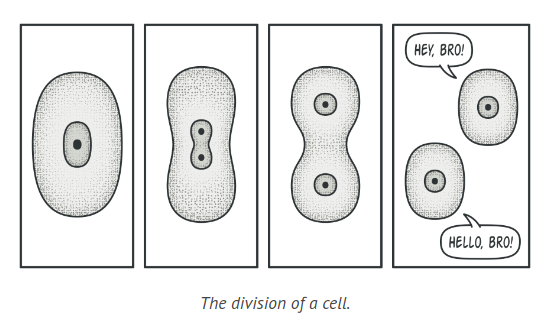 HEY, BRO!
HELLO, BRO!
The division of a cell.